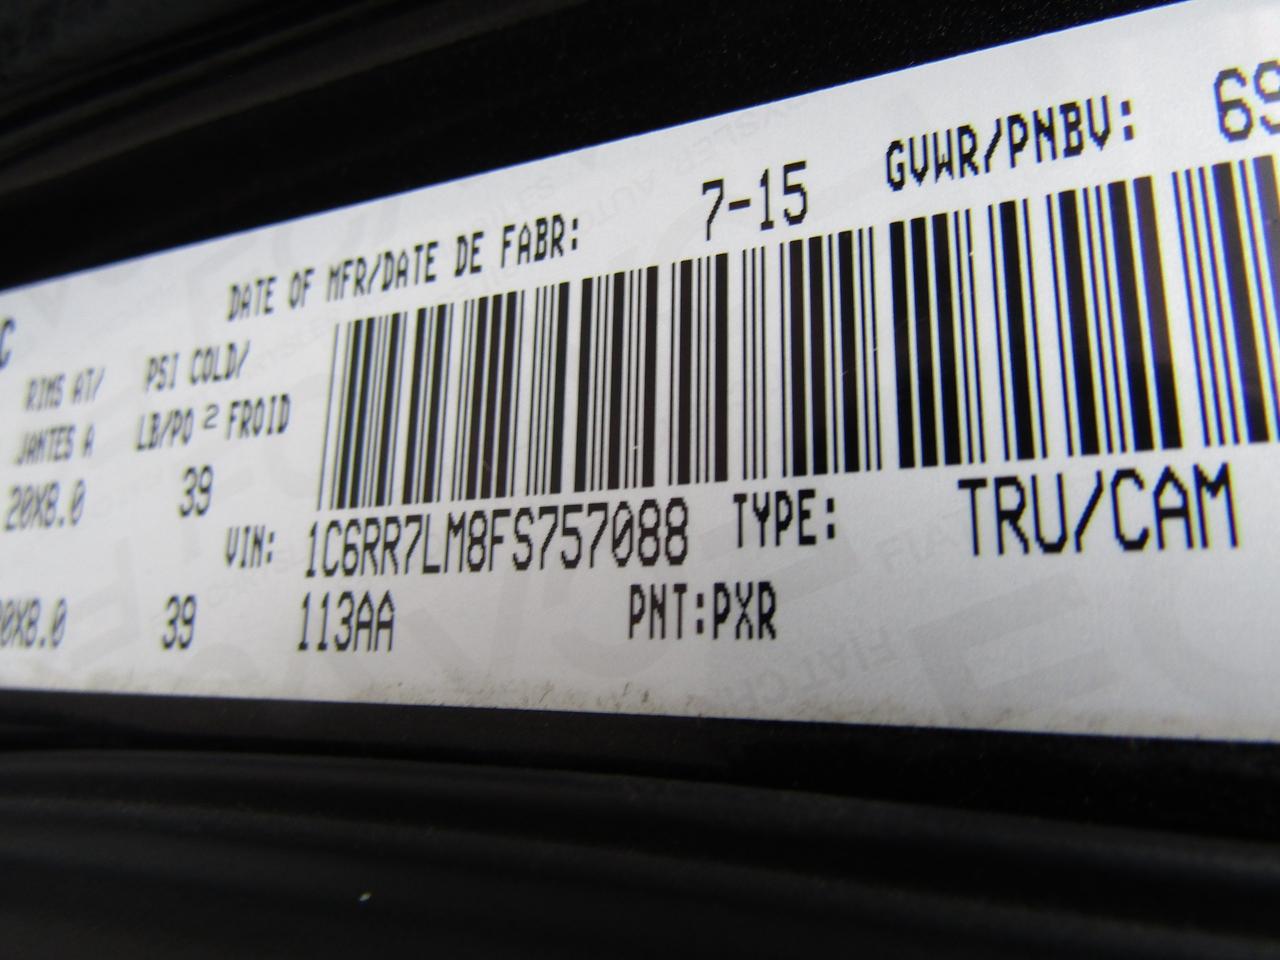 DATE OF MFR/DATE DE FABR: 7-15 GVWR/PNBV: 69
C
RIMS AT/ PSI COLD/
JANTES A LB/PO 2 FROID
20X8.0 39
VIN: 1C6RR7LM8FS757088 TYPE: TRU/CAM
20X8.0 39 113AA PNT:PXR